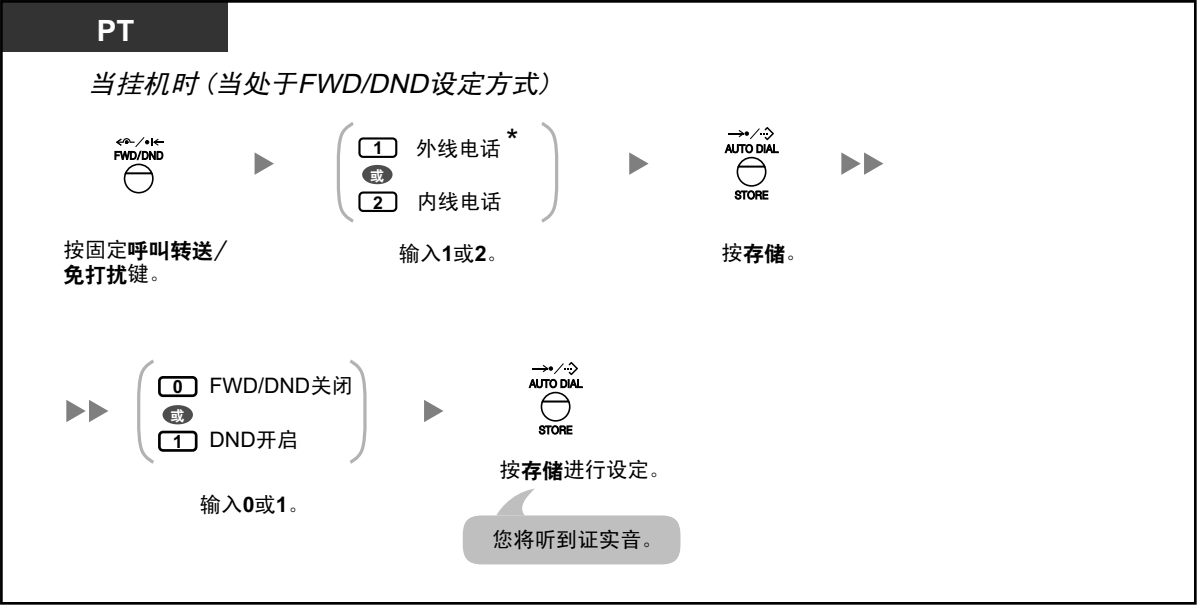 PT
当挂机时（当处于FWD/DND设定方式）
FWD/DND
按固定呼叫转送/
免打扰键。
1 外线电话*
或
2 内线电话
输入1或2。
AUTO DIAL
STORE
按存储。
0 FWD/DND关闭
或
1 DND开启
输入0或1。
AUTO DIAL
STORE
按存储进行设定。
您将听到证实音。